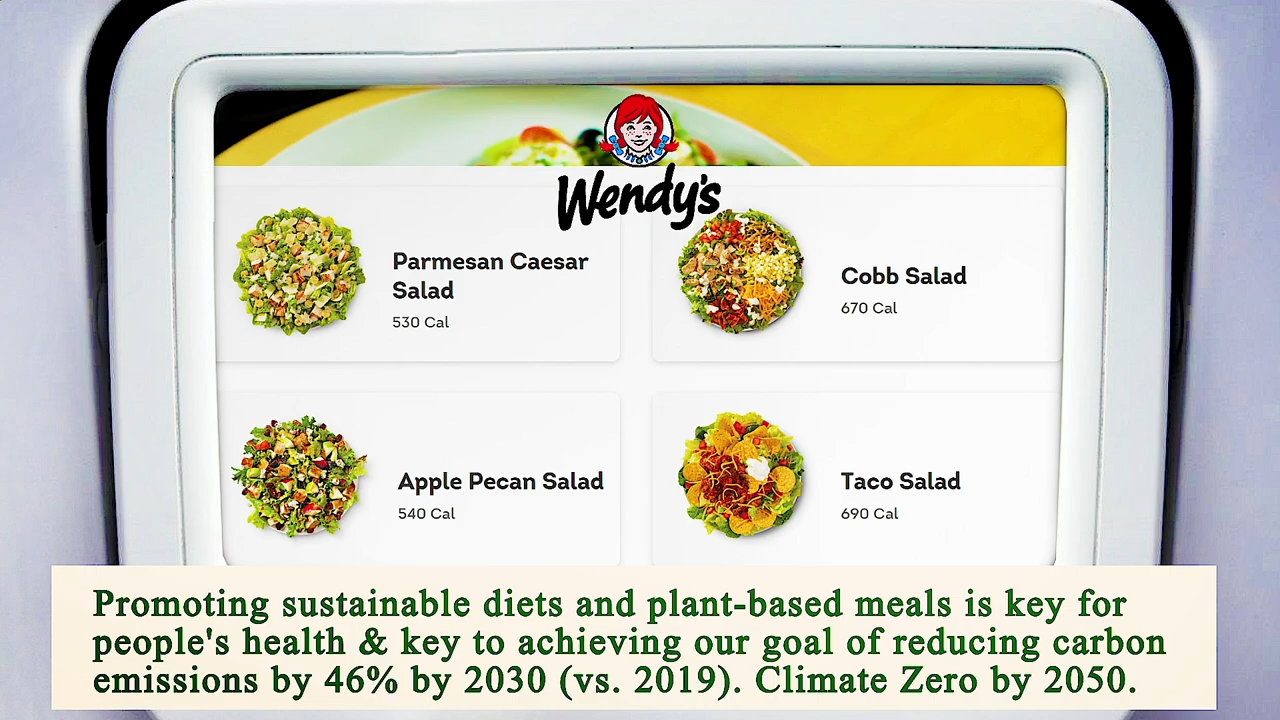 Wendy's
Parmesan Caesar
Salad
530 Cal
Cobb Salad
670 Cal
Apple Pecan Salad
540 Cal
Taco Salad
690 Cal
Promoting sustainable diets and plant-based meals is key for
people's health & key to achieving our goal of reducing carbon
emissions by 46% by 2030 (vs. 2019). Climate Zero by 2050.